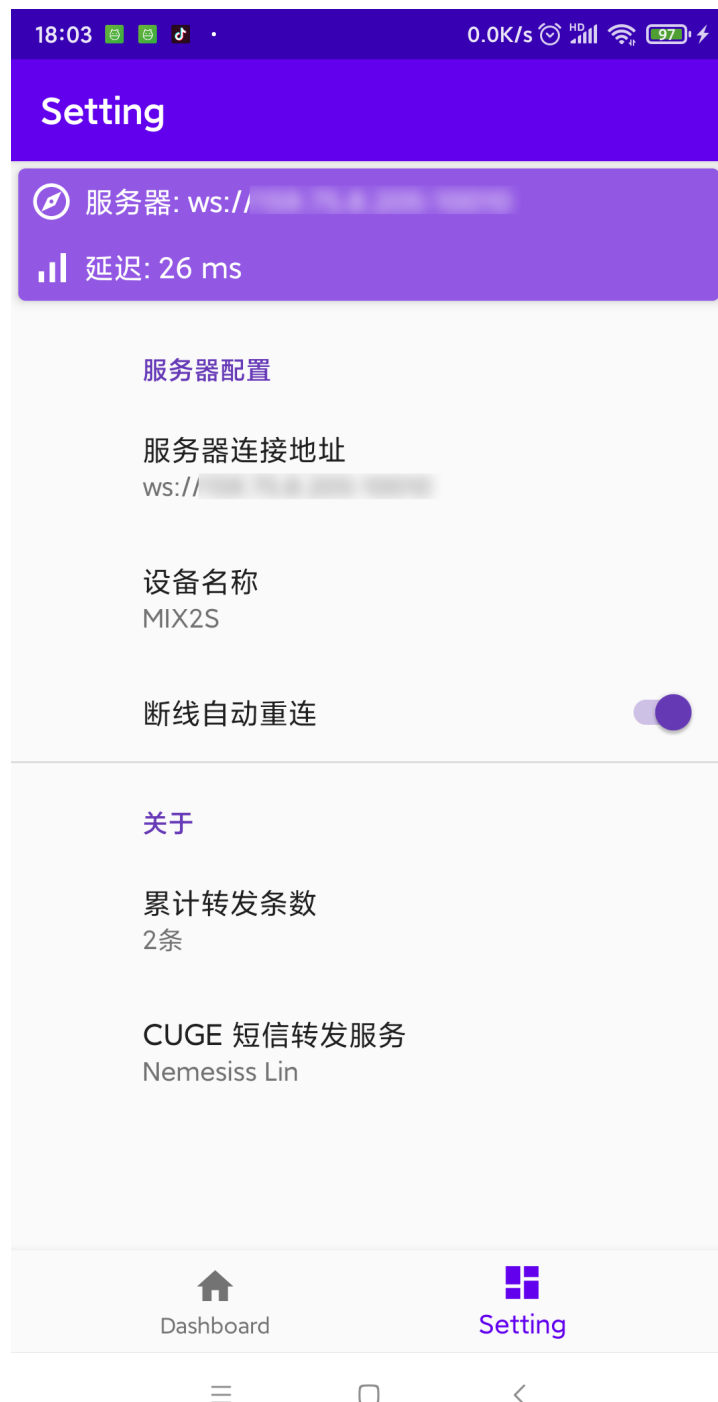 18:03
0.0K/s HD 97
Setting
服务器: ws://
延迟: 26 ms
服务器配置
服务器连接地址
ws://
设备名称
MIX2S
断线自动重连
关于
累计转发条数
2条
CUGE 短信转发服务
Nemesiss Lin
Dashboard
Setting